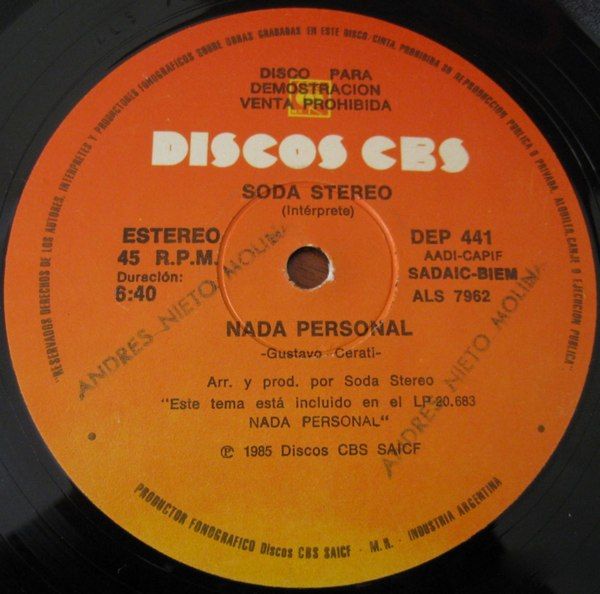 "RESERVADOS DERECHOS DE LOS AUTORES, INTERPRETES Y PRODUCTORES FONOGRAFICOS SOBRE OBRAS GRABADAS EN ESTE DISCO/CINTA. PROHIBIDA SU REPRODUCCION PUBLICA O PRIVADA, ALQUILER, CANJE O EJECUCION PUBLICA"
DISCO PARA
DEMOSTRACION
VENTA PROHIBIDA
DISCOS CBS
SODA STEREO
(Intérprete)
ESTEREO
45 R.P.M.
Duración:
6:40
DEP 441
AADI-CAPIF
SADAIC-BIEM
ALS 7962
ANDRES NIETO MOLINA
ANDRES NIETO MOLINA
NADA PERSONAL
-Gustavo Cerati-
Arr. y prod. por Soda Stereo
"Este tema está incluido en el LP 20.683
NADA PERSONAL"
℗ 1985 Discos CBS SAICF
PRODUCTOR FONOGRAFICO Discos CBS SAICF - M.R. - INDUSTRIA ARGENTINA